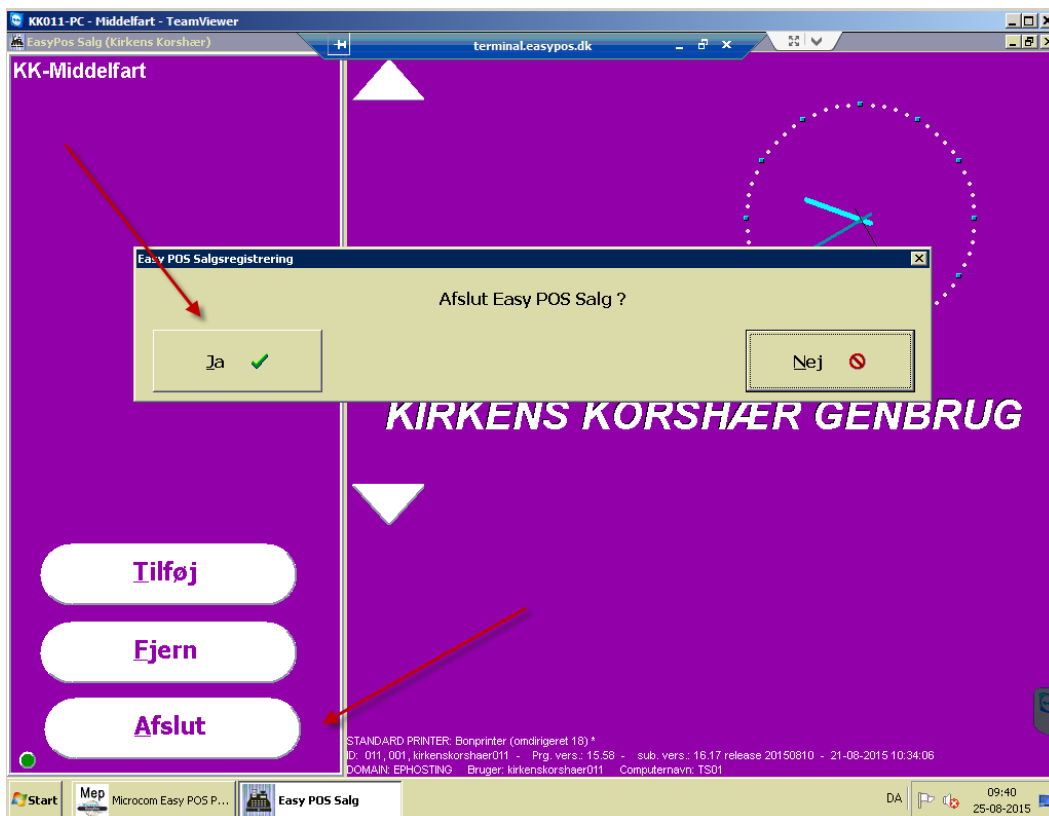 KK011-PC - Middelfart - TeamViewer
EasyPos Salg (Kirkens Korshær)
terminal.easypos.dk
KK-Middelfart
Easy POS Salgsregistrering
Afslut Easy POS Salg ?
Ja
Nej
KIRKENS KORSHÆR GENBRUG
Tilføj
Fjern
Afslut
STANDARD PRINTER: Bonprinter (omdirigeret 18) *
ID: 011,001,kirkenskorshaer011 - Prg. vers.: 15.58 - sub. vers.: 16.17 release 20150810 - 21-08-2015 10:34:06
DOMAIN: EPHOSTING Bruger: kirkenskorshaer011 Computernavn: TS01
Start
Mep
Microcom Easy POS P...
Easy POS Salg
DA
09:40
25-08-2015